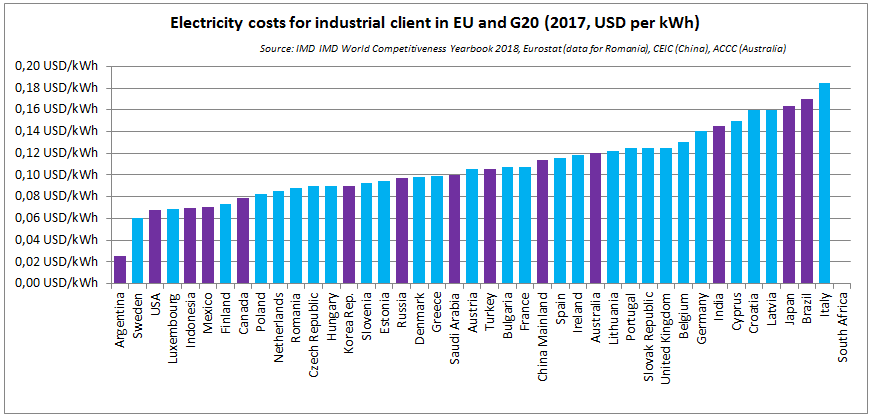 Electricity costs for industrial client in EU and G20 (2017, USD per kWh)
Source: IMD IMD World Competitiveness Yearbook 2018, Eurostat (data for Romania), CEIC (China), ACCC (Australia)
0,20 USD/kWh
0,18 USD/kWh
0,16 USD/kWh
0,14 USD/kWh
0,12 USD/kWh
0,10 USD/kWh
0,08 USD/kWh
0,06 USD/kWh
0,04 USD/kWh
0,02 USD/kWh
0,00 USD/kWh
Argentina
Sweden
USA
Luxembourg
Indonesia
Mexico
Finland
Canada
Poland
Netherlands
Romania
Czech Republic
Hungary
Korea Rep.
Slovenia
Estonia
Russia
Denmark
Greece
Saudi Arabia
Austria
Turkey
Bulgaria
France
China Mainland
Spain
Ireland
Australia
Lithuania
Portugal
Slovak Republic
United Kingdom
Belgium
Germany
India
Cyprus
Croatia
Latvia
Japan
Brazil
Italy
South Africa